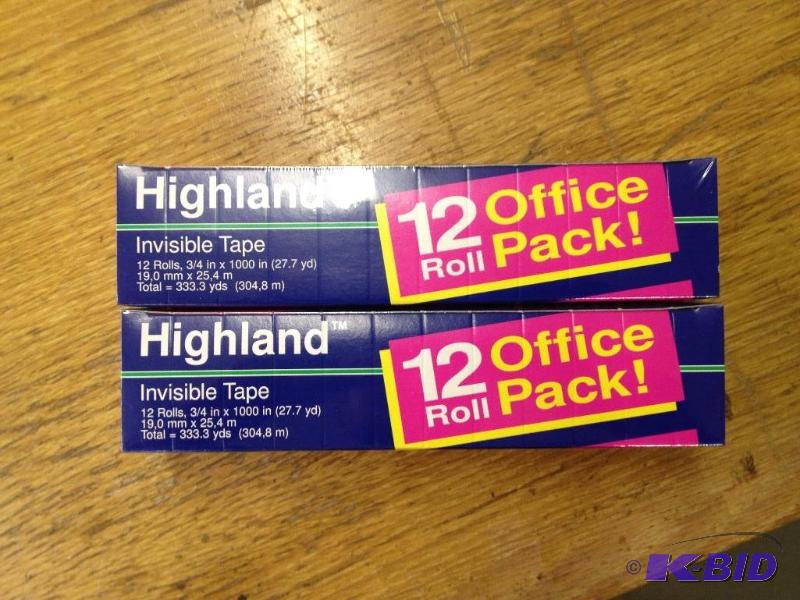 Highland
Invisible Tape
12 Rolls, 3/4 in x 1000 in (27.7 yd)
19,0 mm x 25,4 m
Total = 333.3 yds (304,8 m)
12 Roll Office Pack!
Highland™
Invisible Tape
12 Rolls, 3/4 in x 1000 in (27.7 yd)
19,0 mm x 25,4 m
Total = 333.3 yds (304,8 m)
12 Roll Office Pack!
© K-BID